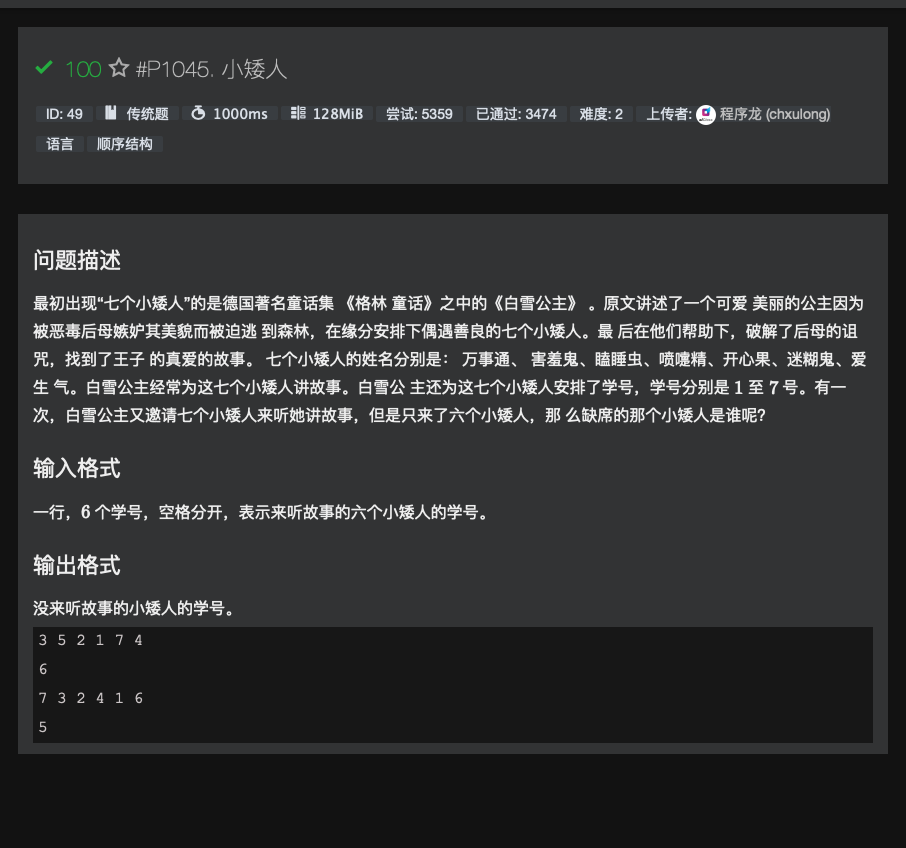 100 #P1045. 小矮人
ID: 49 传统题 1000ms 128MiB 尝试: 5359 已通过: 3474 难度: 2 上传者: 程序龙 (chxulong)
语言 顺序结构
问题描述
最初出现“七个小矮人”的是德国著名童话集 《格林 童话》之中的《白雪公主》 。原文讲述了一个可爱 美丽的公主因为
被恶毒后母嫉妒其美貌而被迫逃 到森林，在缘分安排下偶遇善良的七个小矮人。最 后在他们帮助下，破解了后母的诅
咒，找到了王子 的真爱的故事。 七个小矮人的姓名分别是： 万事通、 害羞鬼、瞌睡虫、喷嚏精、开心果、迷糊鬼、爱
生 气。白雪公主经常为这七个小矮人讲故事。白雪公 主还为这七个小矮人安排了学号，学号分别是 1 至 7 号。有一
次，白雪公主又邀请七个小矮人来听她讲故事，但是只来了六个小矮人，那 么缺席的那个小矮人是谁呢?
输入格式
一行，6 个学号，空格分开，表示来听故事的六个小矮人的学号。
输出格式
没来听故事的小矮人的学号。
3 5 2 1 7 4
6
7 3 2 4 1 6
5